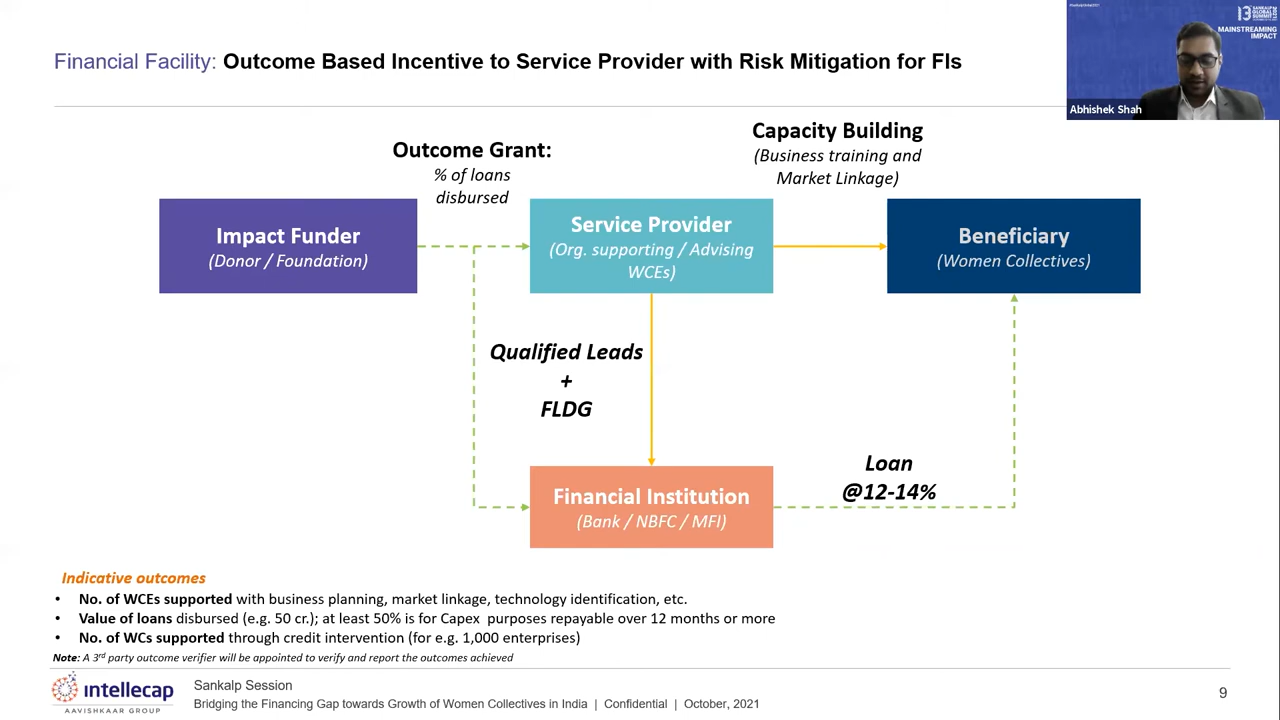 Financial Facility: Outcome Based Incentive to Service Provider with Risk Mitigation for FIs
13 SANKALP
GLOBAL
SUMMIT
MAINSTREAMING
IMPACT
Abhishek Shah
Outcome Grant:
% of loans
disbursed
Capacity Building
(Business training and
Market Linkage)
Impact Funder
(Donor / Foundation)
Service Provider
(Org. supporting / Advising
WCEs)
Beneficiary
(Women Collectives)
Qualified Leads
+
FLDG
Financial Institution
(Bank / NBFC / MFI)
Loan
@12-14%
Indicative outcomes
• No. of WCEs supported with business planning, market linkage, technology identification, etc.
• Value of loans disbursed (e.g. 50 cr.); at least 50% is for Capex purposes repayable over 12 months or more
• No. of WCs supported through credit intervention (for e.g. 1,000 enterprises)
Note: A 3rd party outcome verifier will be appointed to verify and report the outcomes achieved
intellecap
AAVISHKAAR GROUP
Sankalp Session
Bridging the Financing Gap towards Growth of Women Collectives in India | Confidential | October, 2021
9